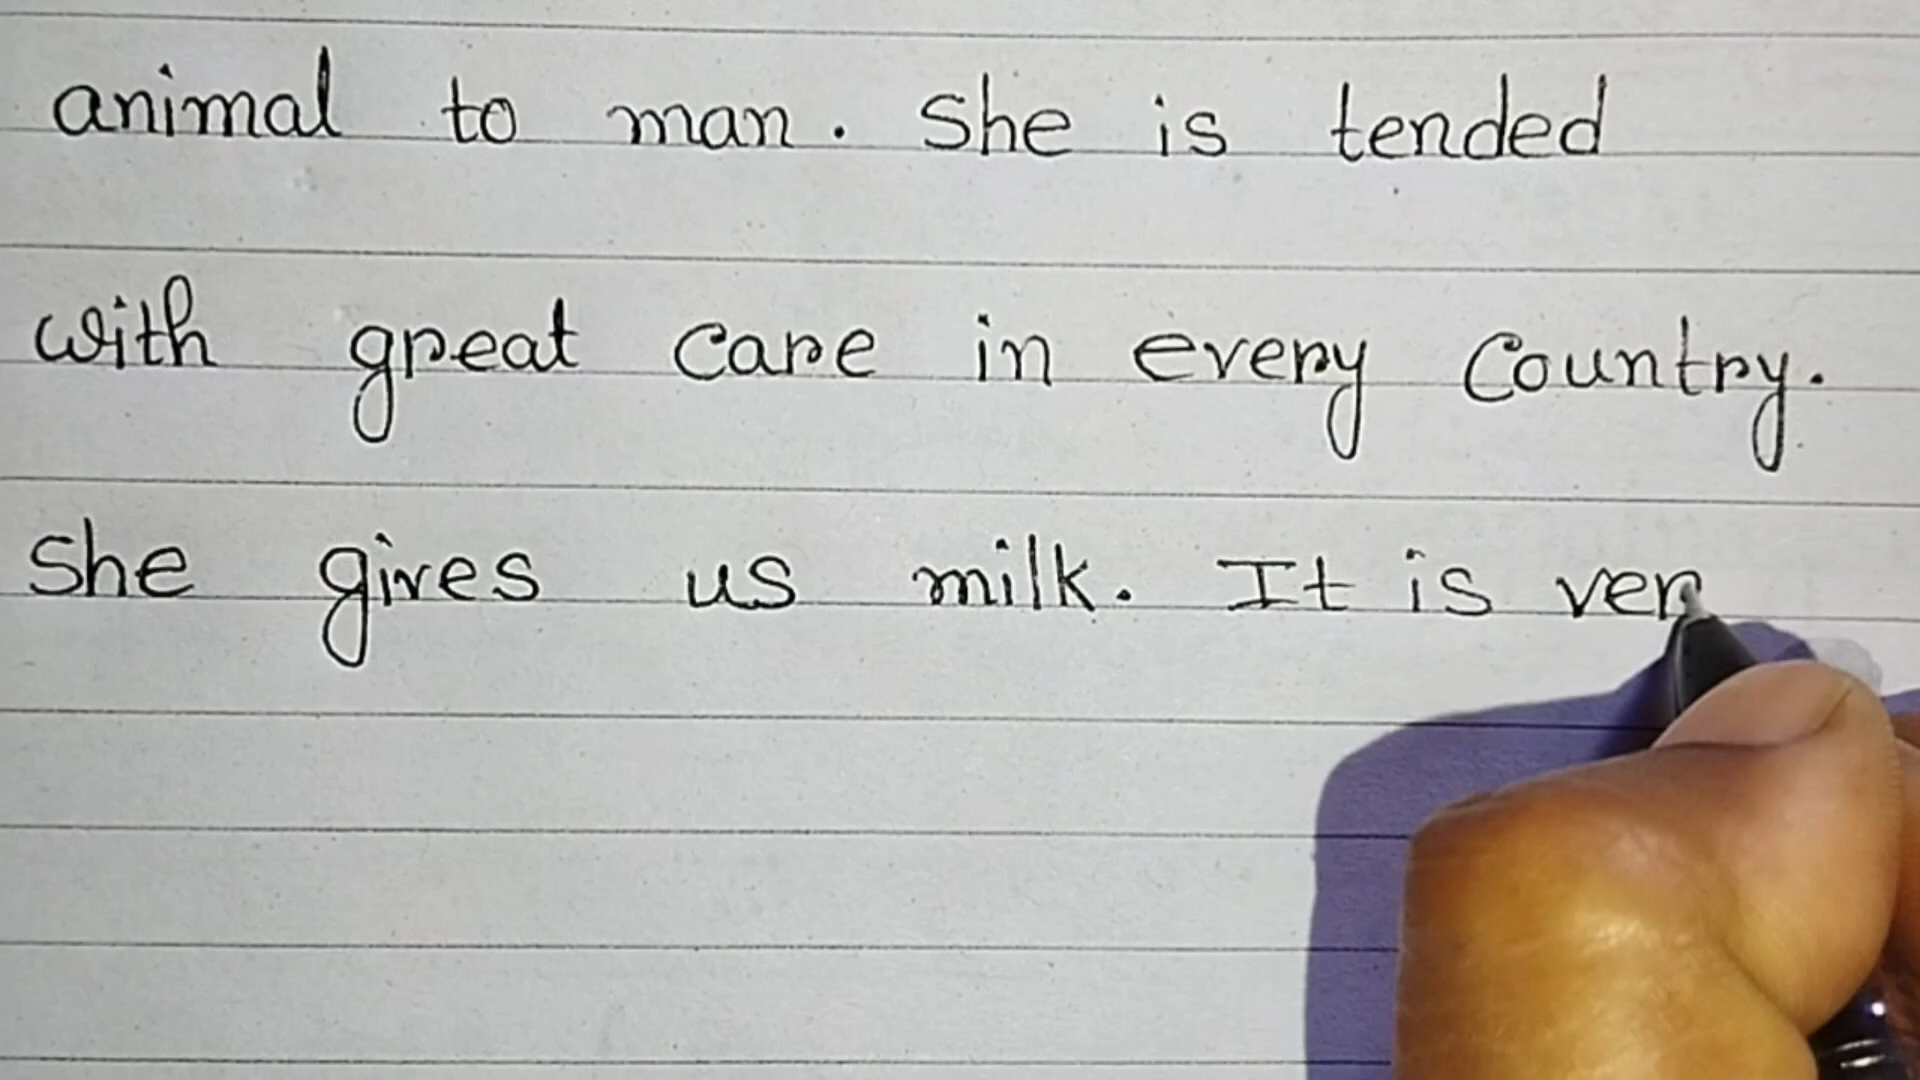 animal to man. She is tended
with great care in every country.
She gives us milk. It is ver